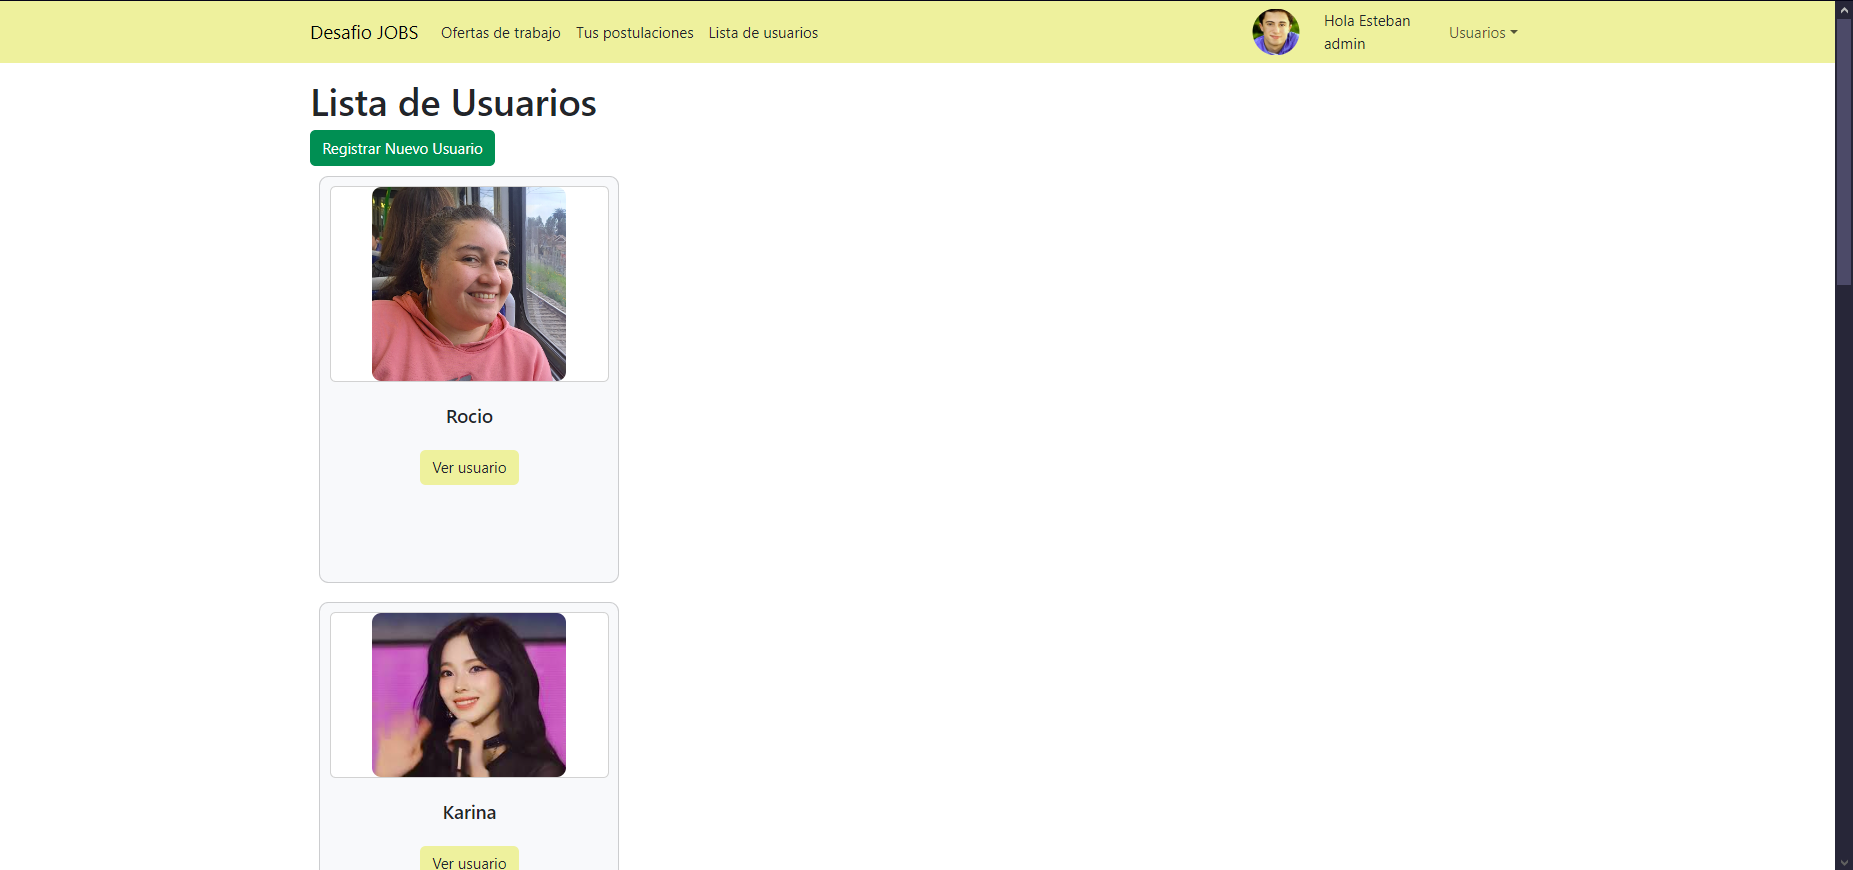 Desafio JOBS Ofertas de trabajo Tus postulaciones Lista de usuarios Hola Esteban
admin Usuarios
Lista de Usuarios
Registrar Nuevo Usuario
Rocio
Ver usuario
Karina
Ver usuario